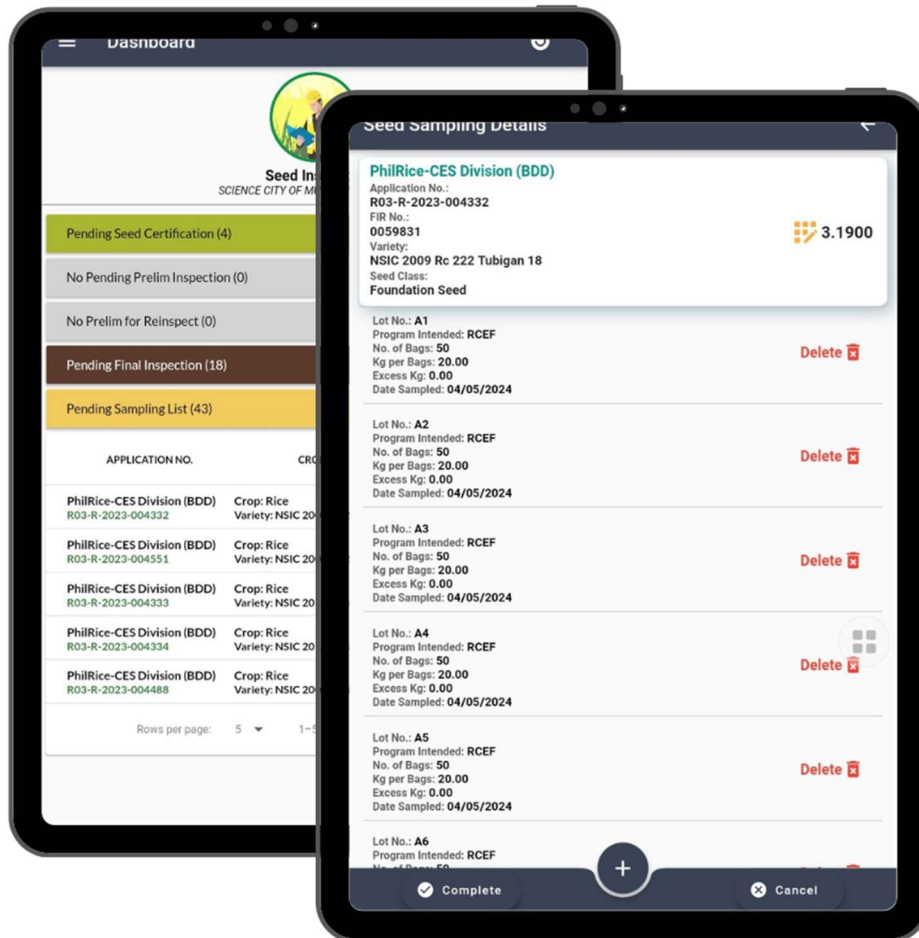 Dashboard
Seed Ins
SCIENCE CITY OF M
Pending Seed Certification (4)
No Pending Prelim Inspection (0)
No Prelim for Reinspect (0)
Pending Final Inspection (18)
Pending Sampling List (43)
APPLICATION NO. CRO
PhilRice-CES Division (BDD) Crop: Rice
R03-R-2023-004332 Variety: NSIC 20
PhilRice-CES Division (BDD) Crop: Rice
R03-R-2023-004551 Variety: NSIC 20
PhilRice-CES Division (BDD) Crop: Rice
R03-R-2023-004333 Variety: NSIC 20
PhilRice-CES Division (BDD) Crop: Rice
R03-R-2023-004334 Variety: NSIC 20
PhilRice-CES Division (BDD) Crop: Rice
R03-R-2023-004488 Variety: NSIC 20
Rows per page: 5 1-5
Seed Sampling Details
PhilRice-CES Division (BDD)
Application No.:
R03-R-2023-004332
FIR No.:
0059831
Variety:
NSIC 2009 Rc 222 Tubigan 18
Seed Class:
Foundation Seed
3.1900
Lot No.: A1
Program Intended: RCEF
No. of Bags: 50
Kg per Bags: 20.00
Excess Kg: 0.00
Date Sampled: 04/05/2024
Delete
Lot No.: A2
Program Intended: RCEF
No. of Bags: 50
Kg per Bags: 20.00
Excess Kg: 0.00
Date Sampled: 04/05/2024
Delete
Lot No.: A3
Program Intended: RCEF
No. of Bags: 50
Kg per Bags: 20.00
Excess Kg: 0.00
Date Sampled: 04/05/2024
Delete
Lot No.: A4
Program Intended: RCEF
No. of Bags: 50
Kg per Bags: 20.00
Excess Kg: 0.00
Date Sampled: 04/05/2024
Delete
Lot No.: A5
Program Intended: RCEF
No. of Bags: 50
Kg per Bags: 20.00
Excess Kg: 0.00
Date Sampled: 04/05/2024
Delete
Lot No.: A6
Program Intended: RCEF
No. of Bags: 50
Complete
Cancel